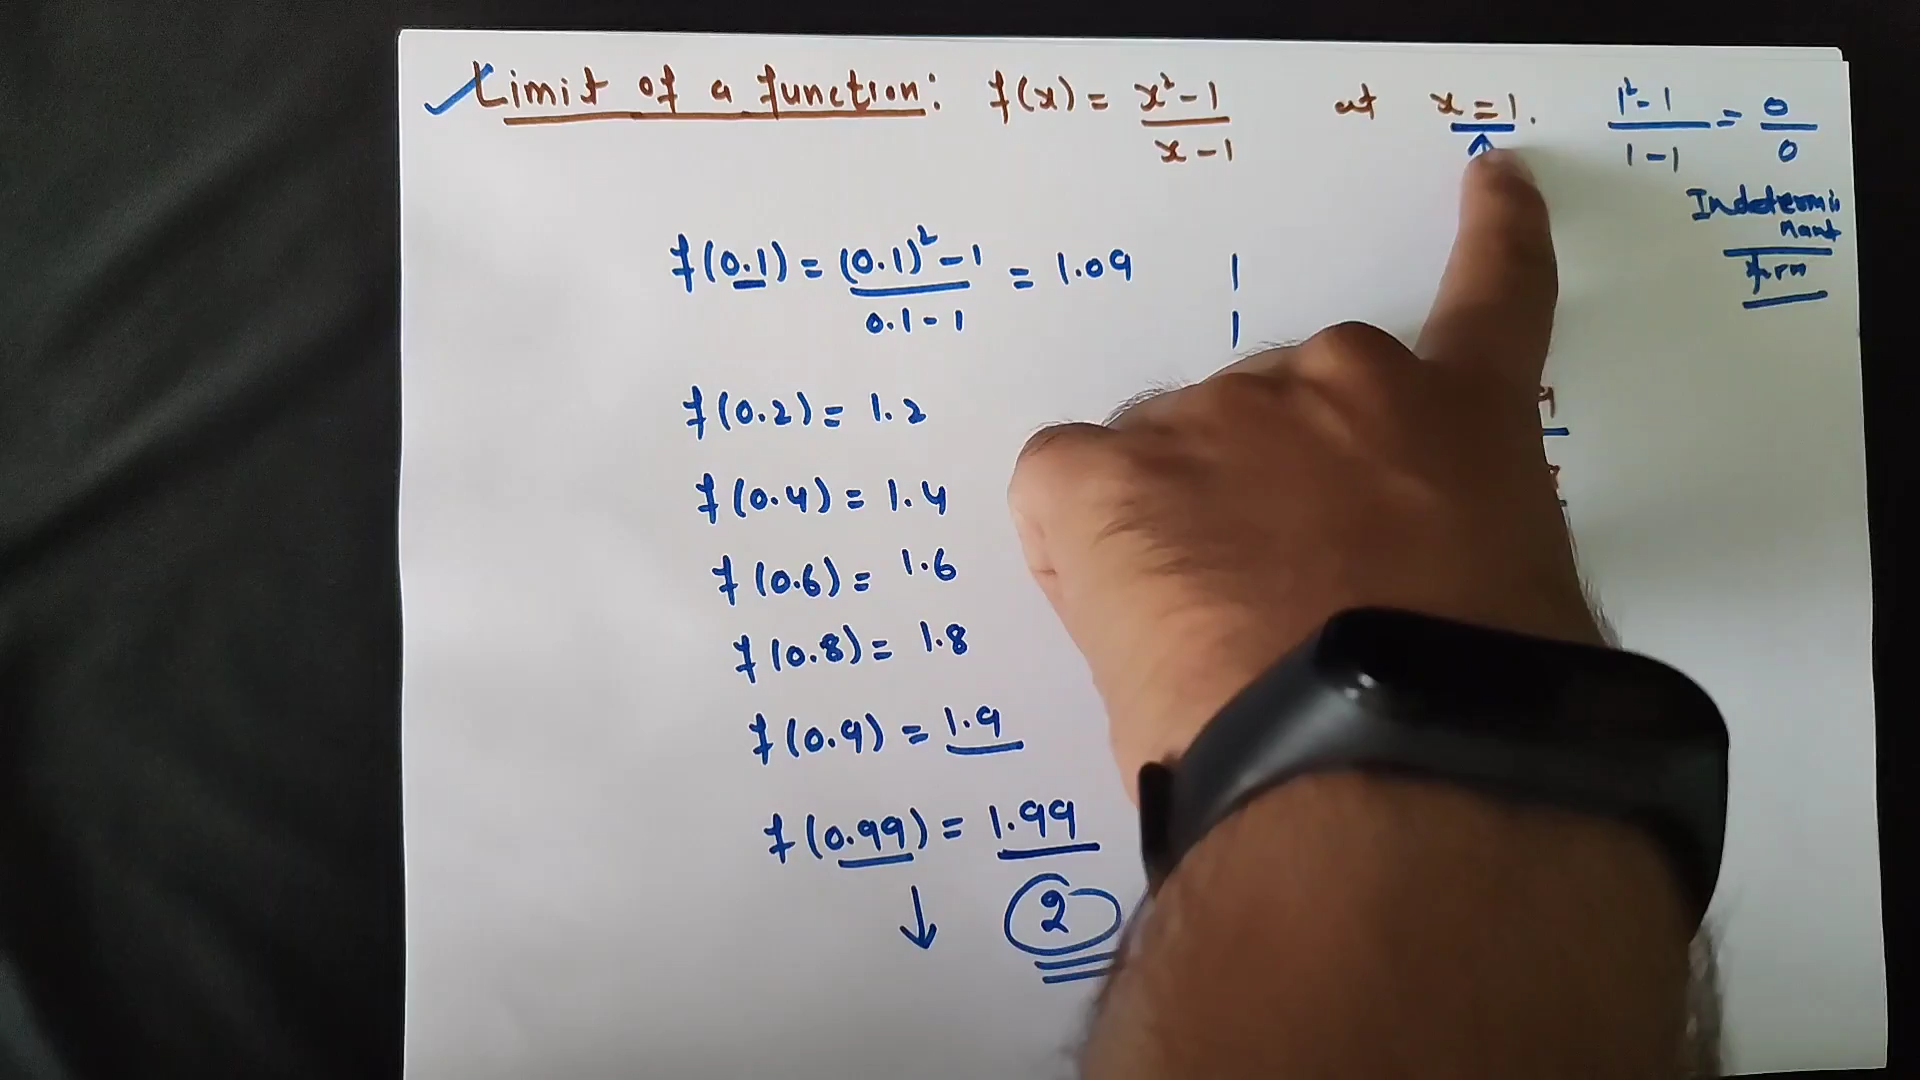 Limit of a function: f(x) = x²-1 / x-1 at x=1. 1²-1 / 1-1 = 0/0
Indetermi
nant
form
f(0.1) = (0.1)²-1 / 0.1-1 = 1.09
f(0.2) = 1.2
f(0.4) = 1.4
f(0.6) = 1.6
f(0.8) = 1.8
f(0.9) = 1.9
f(0.99) = 1.99
↓ 2